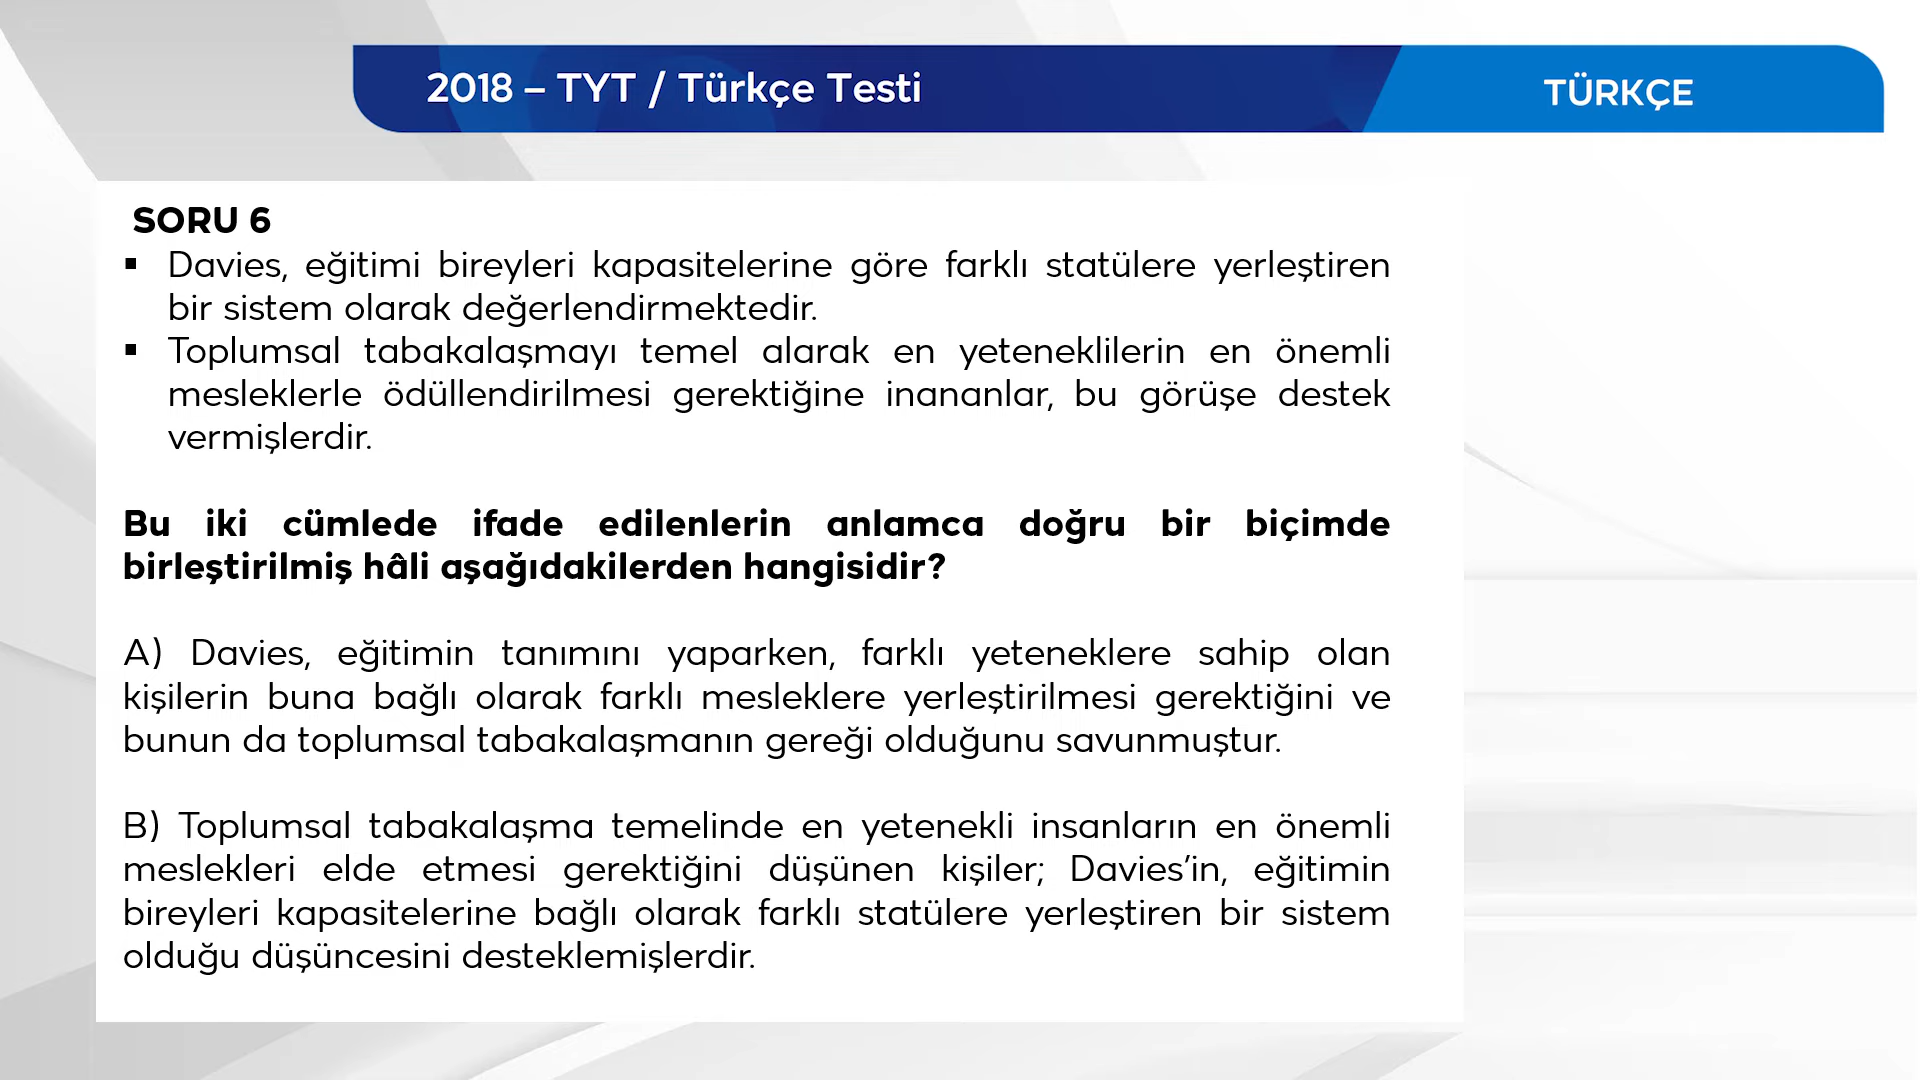 2018 – TYT / Türkçe Testi
TÜRKÇE
SORU 6
▪ Davies, eğitimi bireyleri kapasitelerine göre farklı statülere yerleştiren
bir sistem olarak değerlendirmektedir.
▪ Toplumsal tabakalaşmayı temel alarak en yeteneklilerin en önemli
mesleklerle ödüllendirilmesi gerektiğine inananlar, bu görüşe destek
vermişlerdir.
Bu iki cümlede ifade edilenlerin anlamca doğru bir biçimde
birleştirilmiş hâli aşağıdakilerden hangisidir?
A) Davies, eğitimin tanımını yaparken, farklı yeteneklere sahip olan
kişilerin buna bağlı olarak farklı mesleklere yerleştirilmesi gerektiğini ve
bunun da toplumsal tabakalaşmanın gereği olduğunu savunmuştur.
B) Toplumsal tabakalaşma temelinde en yetenekli insanların en önemli
meslekleri elde etmesi gerektiğini düşünen kişiler; Davies’in, eğitimin
bireyleri kapasitelerine bağlı olarak farklı statülere yerleştiren bir sistem
olduğu düşüncesini desteklemişlerdir.